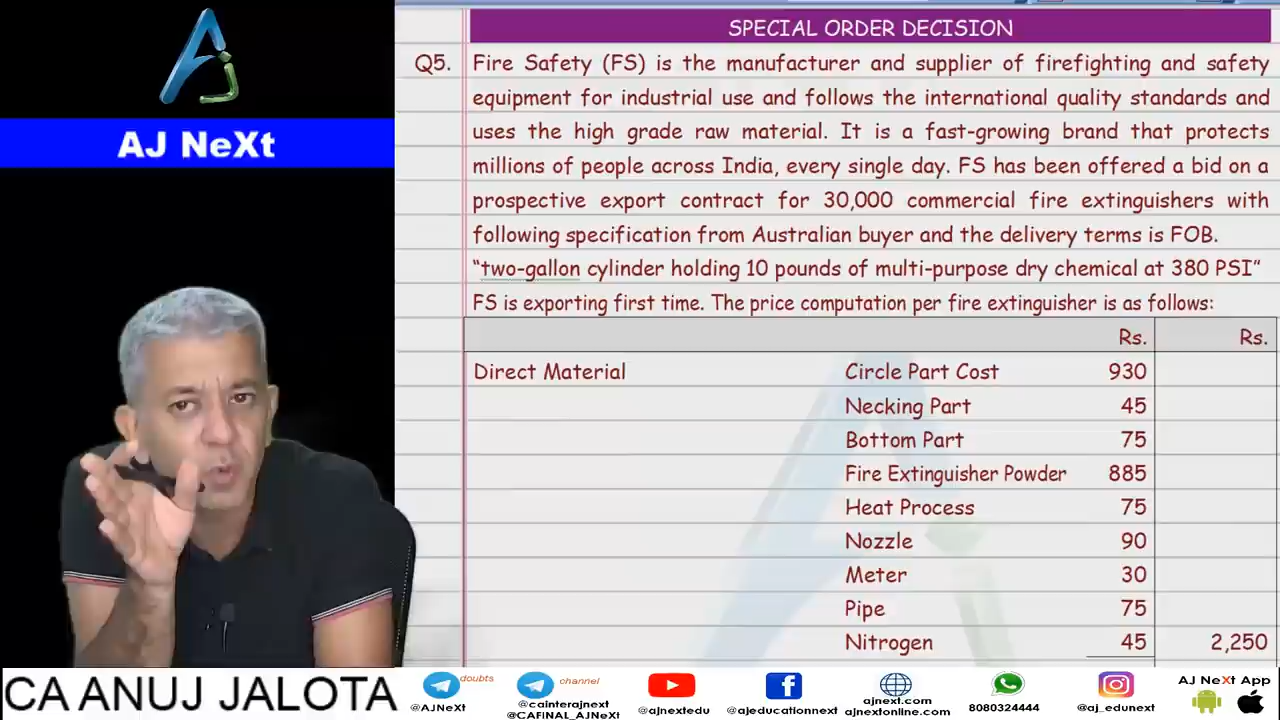 SPECIAL ORDER DECISION
Q5. Fire Safety (FS) is the manufacturer and supplier of firefighting and safety
equipment for industrial use and follows the international quality standards and
uses the high grade raw material. It is a fast-growing brand that protects
millions of people across India, every single day. FS has been offered a bid on a
prospective export contract for 30,000 commercial fire extinguishers with
following specification from Australian buyer and the delivery terms is FOB.
“two-gallon cylinder holding 10 pounds of multi-purpose dry chemical at 380 PSI”
FS is exporting first time. The price computation per fire extinguisher is as follows:
Rs. Rs.
Direct Material Circle Part Cost 930
Necking Part 45
Bottom Part 75
Fire Extinguisher Powder 885
Heat Process 75
Nozzle 90
Meter 30
Pipe 75
Nitrogen 45 2,250
AJ NeXt
CA ANUJ JALOTA
doubts
@AJNeXt
channel
@cainterajnext
@CAFINAL_AJNeXt
@ajnextedu
@ajeducationnext
ajnext.com
ajnextonline.com
8080324444
@aj_edunext
AJ NeXt App